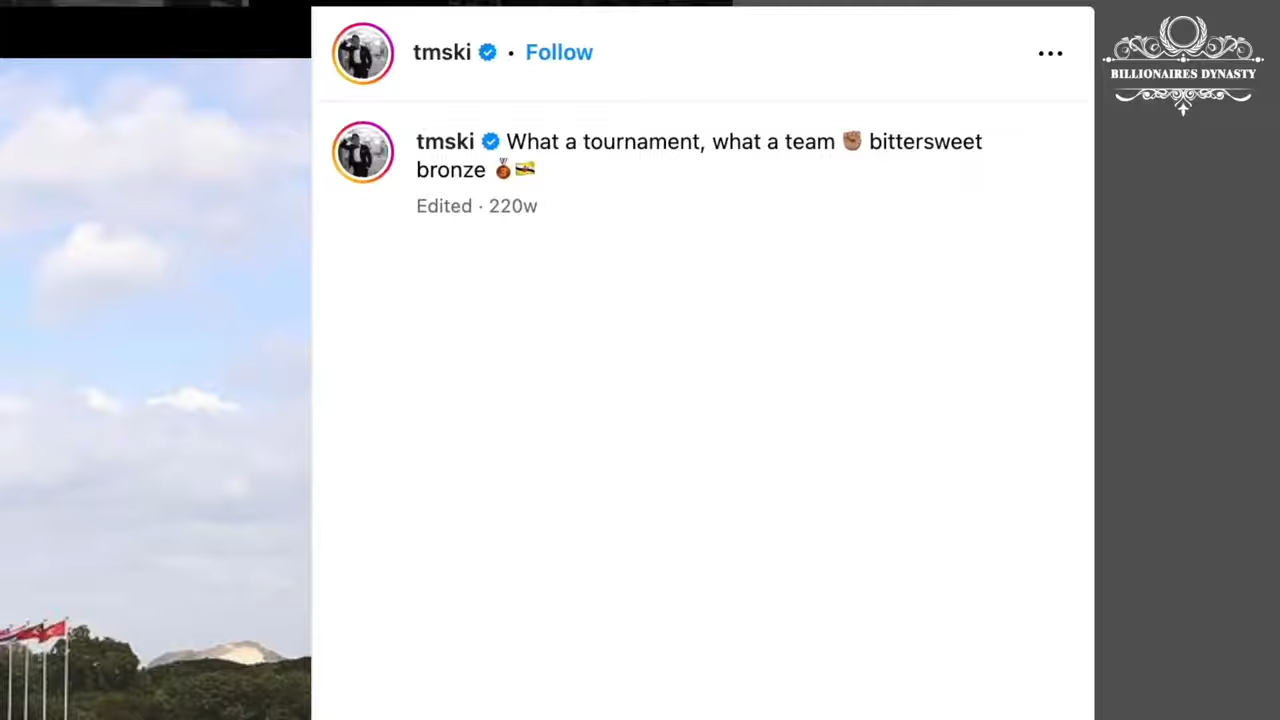 tmski • Follow
BILLIONAIRES DYNASTY
tmski What a tournament, what a team ✊🏽 bittersweet
bronze 🥉🇧🇳
Edited · 220w